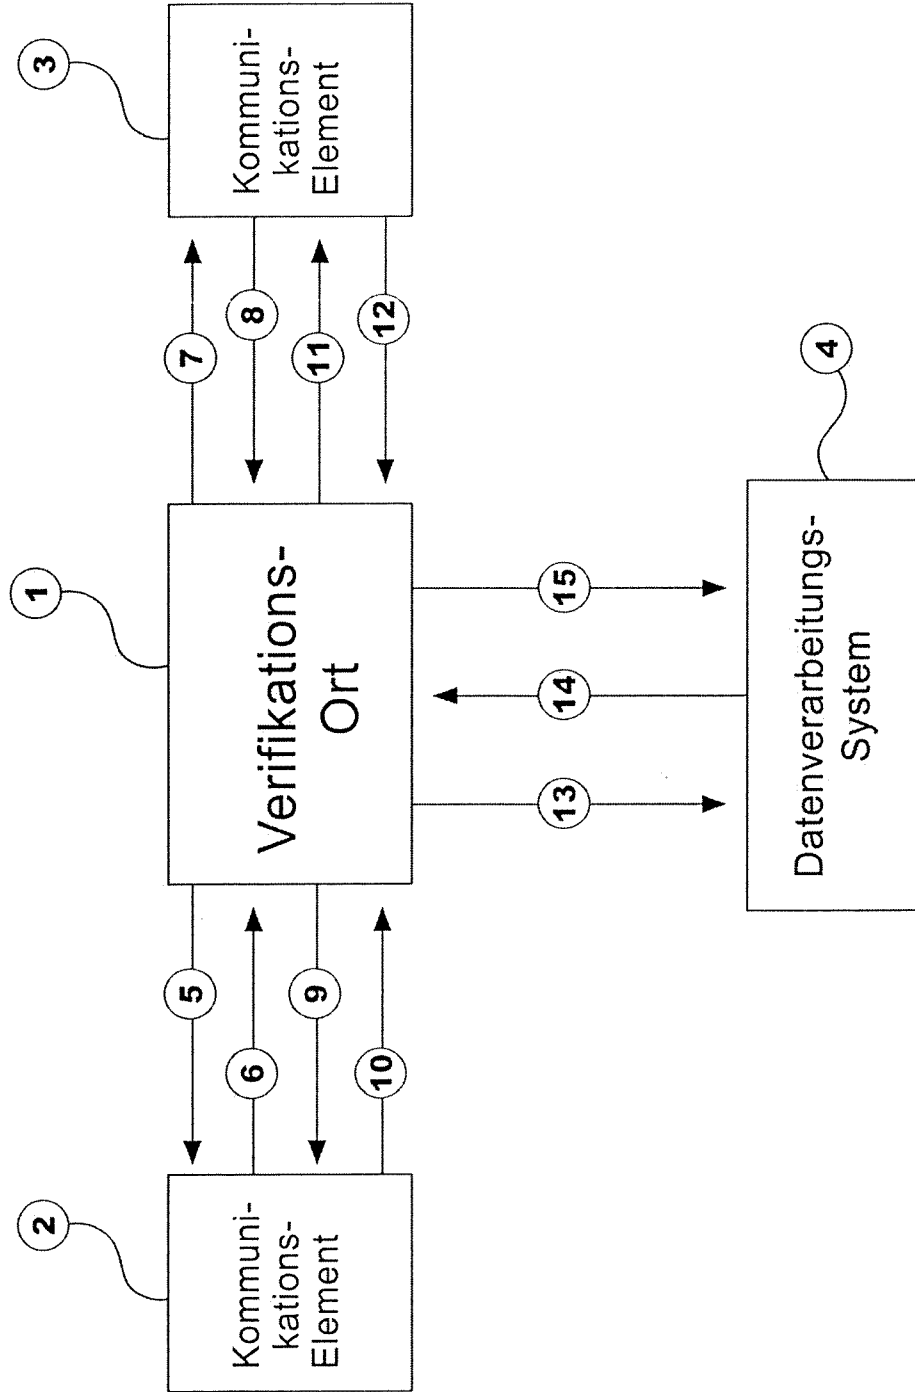 2
1
3
Kommuni-
kations-
Element
5
6
9
10
Verifikations-
Ort
7
8
11
12
Kommuni-
kations-
Element
13
14
15
Datenverarbeitungs-
System
4